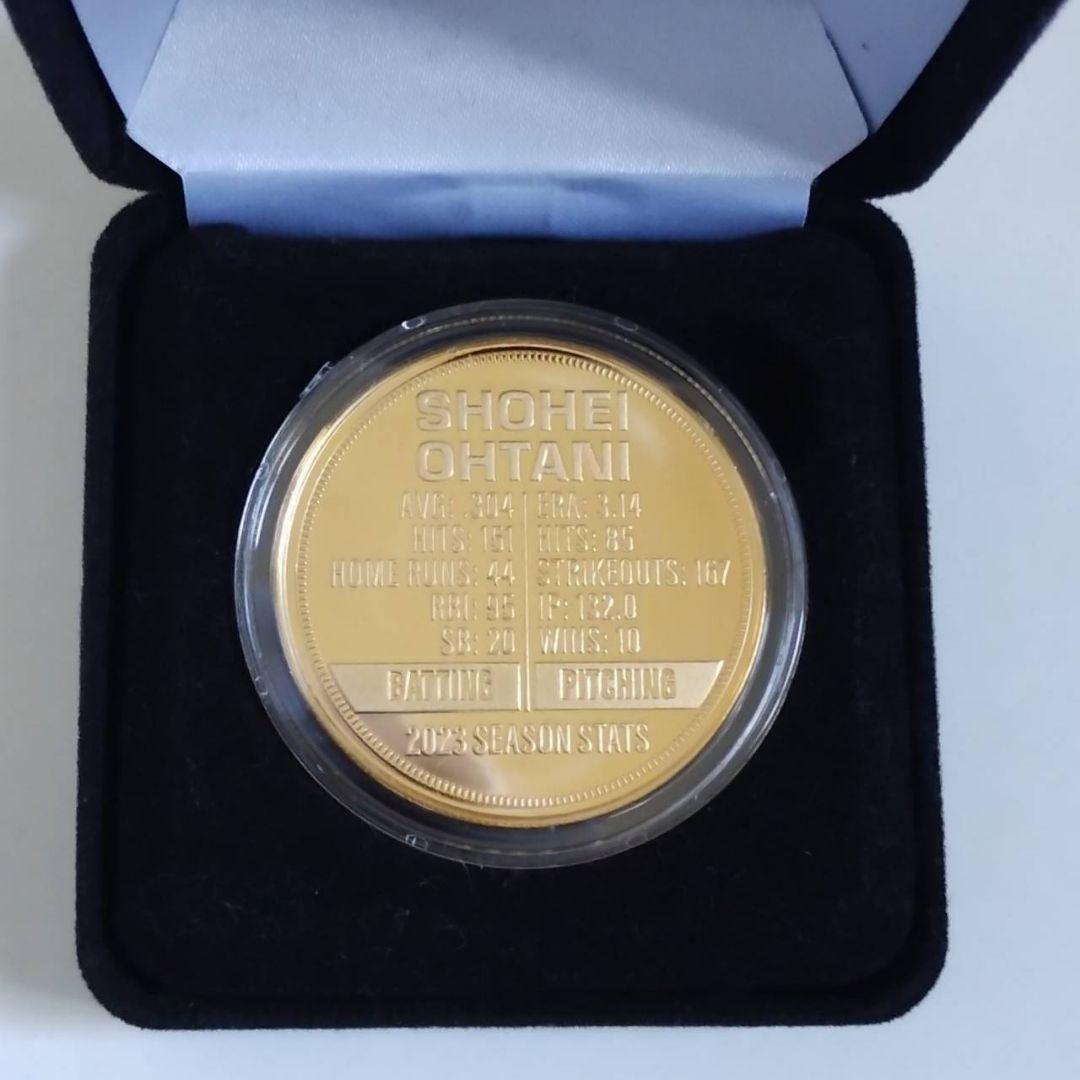 SHOHEI
OHTANI
AVG: .304 ERA: 3.14
HITS: 151 HITS: 85
HOME RUNS: 44 STRIKEOUTS: 167
RBI: 95 IP: 132.0
SB: 20 WINS: 10
BATTING PITCHING
2023 SEASON STATS